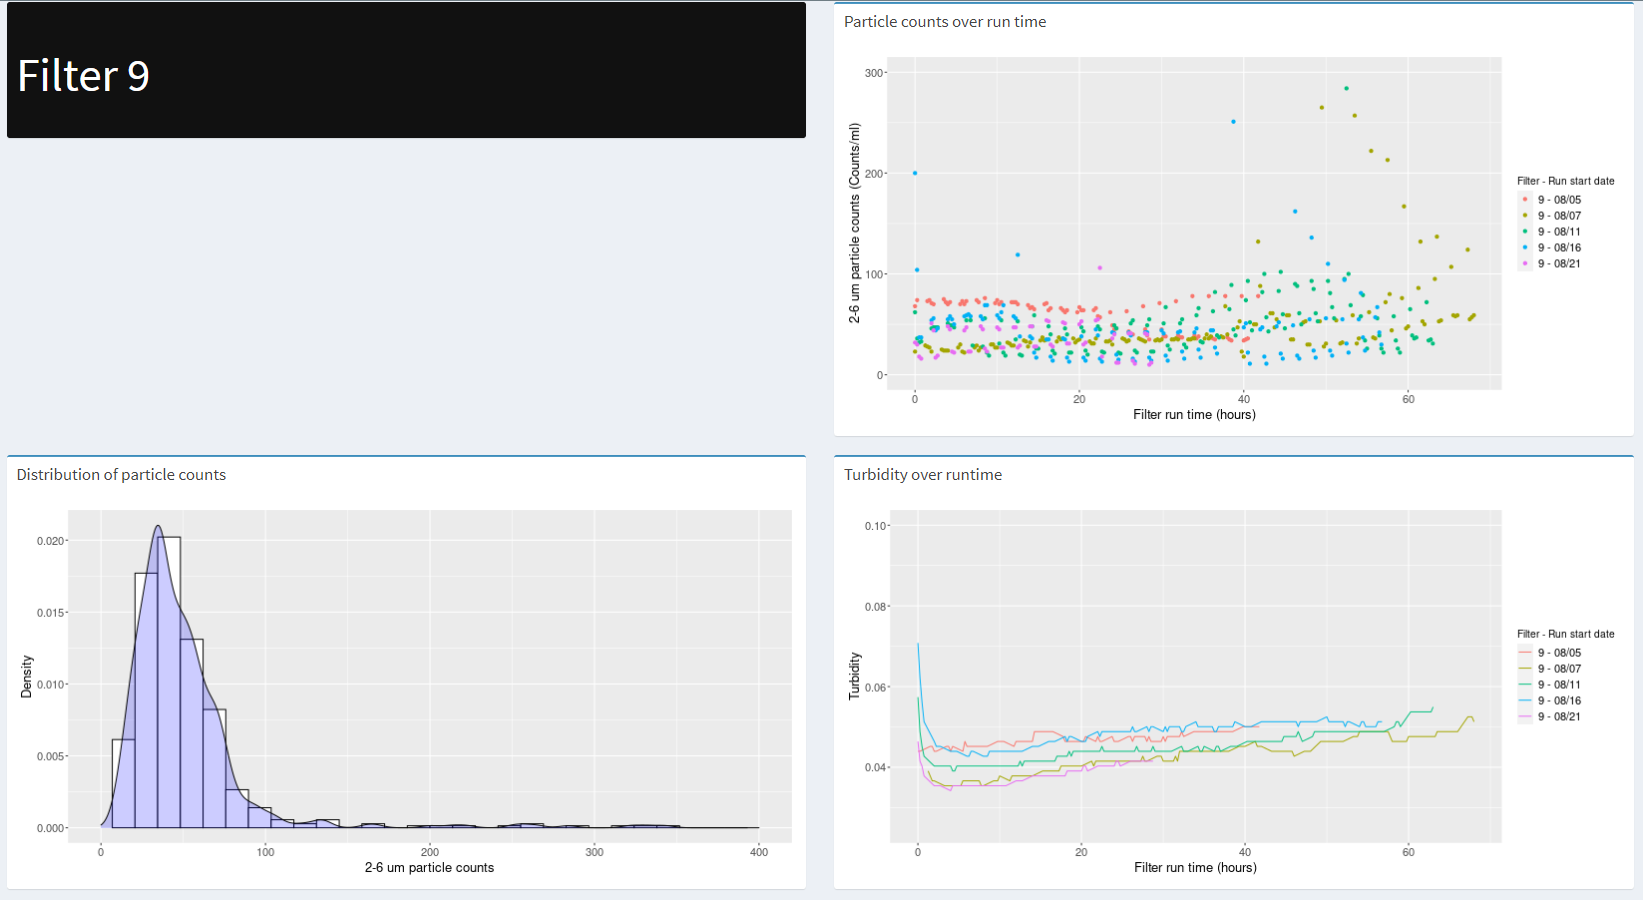 Filter 9
Particle counts over run time
300
200
100
0
2-6 um particle counts (Counts/ml)
0 20 40 60
Filter run time (hours)
Filter - Run start date
9 - 08/05
9 - 08/07
9 - 08/11
9 - 08/16
9 - 08/21
Distribution of particle counts
0.020
0.015
0.010
0.005
0.000
Density
0 100 200 300 400
2-6 um particle counts
Turbidity over runtime
0.10
0.08
0.06
0.04
Turbidity
0 20 40 60
Filter run time (hours)
Filter - Run start date
9 - 08/05
9 - 08/07
9 - 08/11
9 - 08/16
9 - 08/21